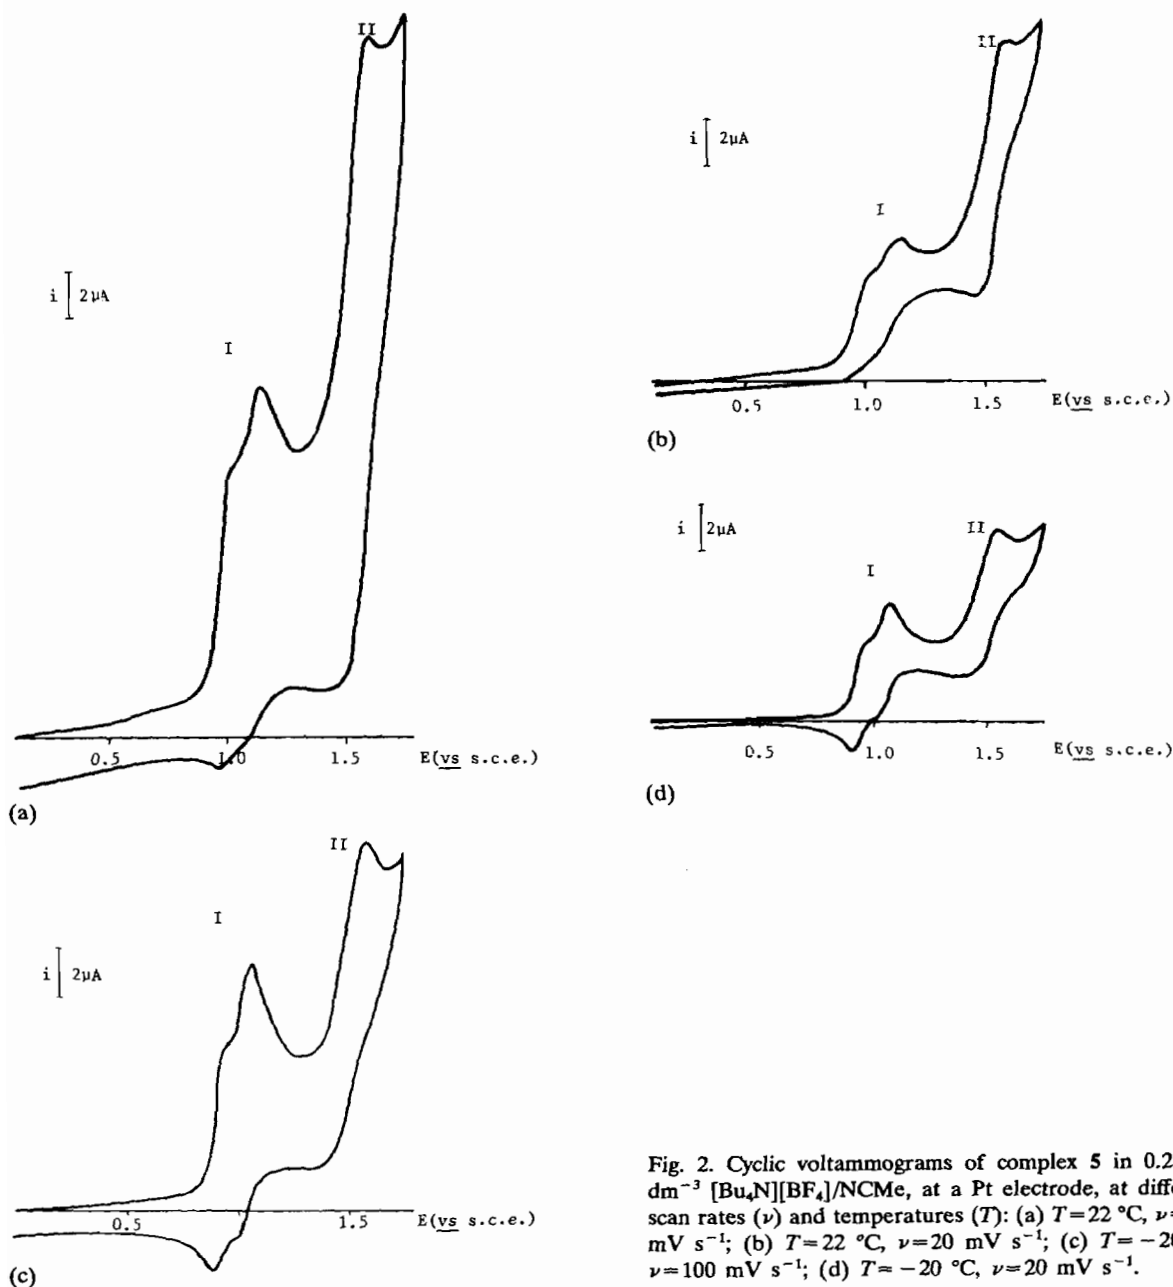 II
I
i 2μA
0.5 1.0 1.5 E(vs s.c.e.)
(a)
II
I
i 2μA
0.5 1.0 1.5 E(vs s.c.e.)
(b)
II
I
i 2μA
0.5 1.0 1.5 E(vs s.c.e.)
(d)
II
I
i 2μA
0.5 1.5 E(vs s.c.e.)
(c)
Fig. 2. Cyclic voltammograms of complex 5 in 0.2
dm⁻³ [Bu₄N][BF₄]/NCMe, at a Pt electrode, at
scan rates (ν) and temperatures (T): (a) T=22 °C, ν=
mV s⁻¹; (b) T=22 °C, ν=20 mV s⁻¹; (c) T=−20
ν=100 mV s⁻¹; (d) T=−20 °C, ν=20 mV s⁻¹.